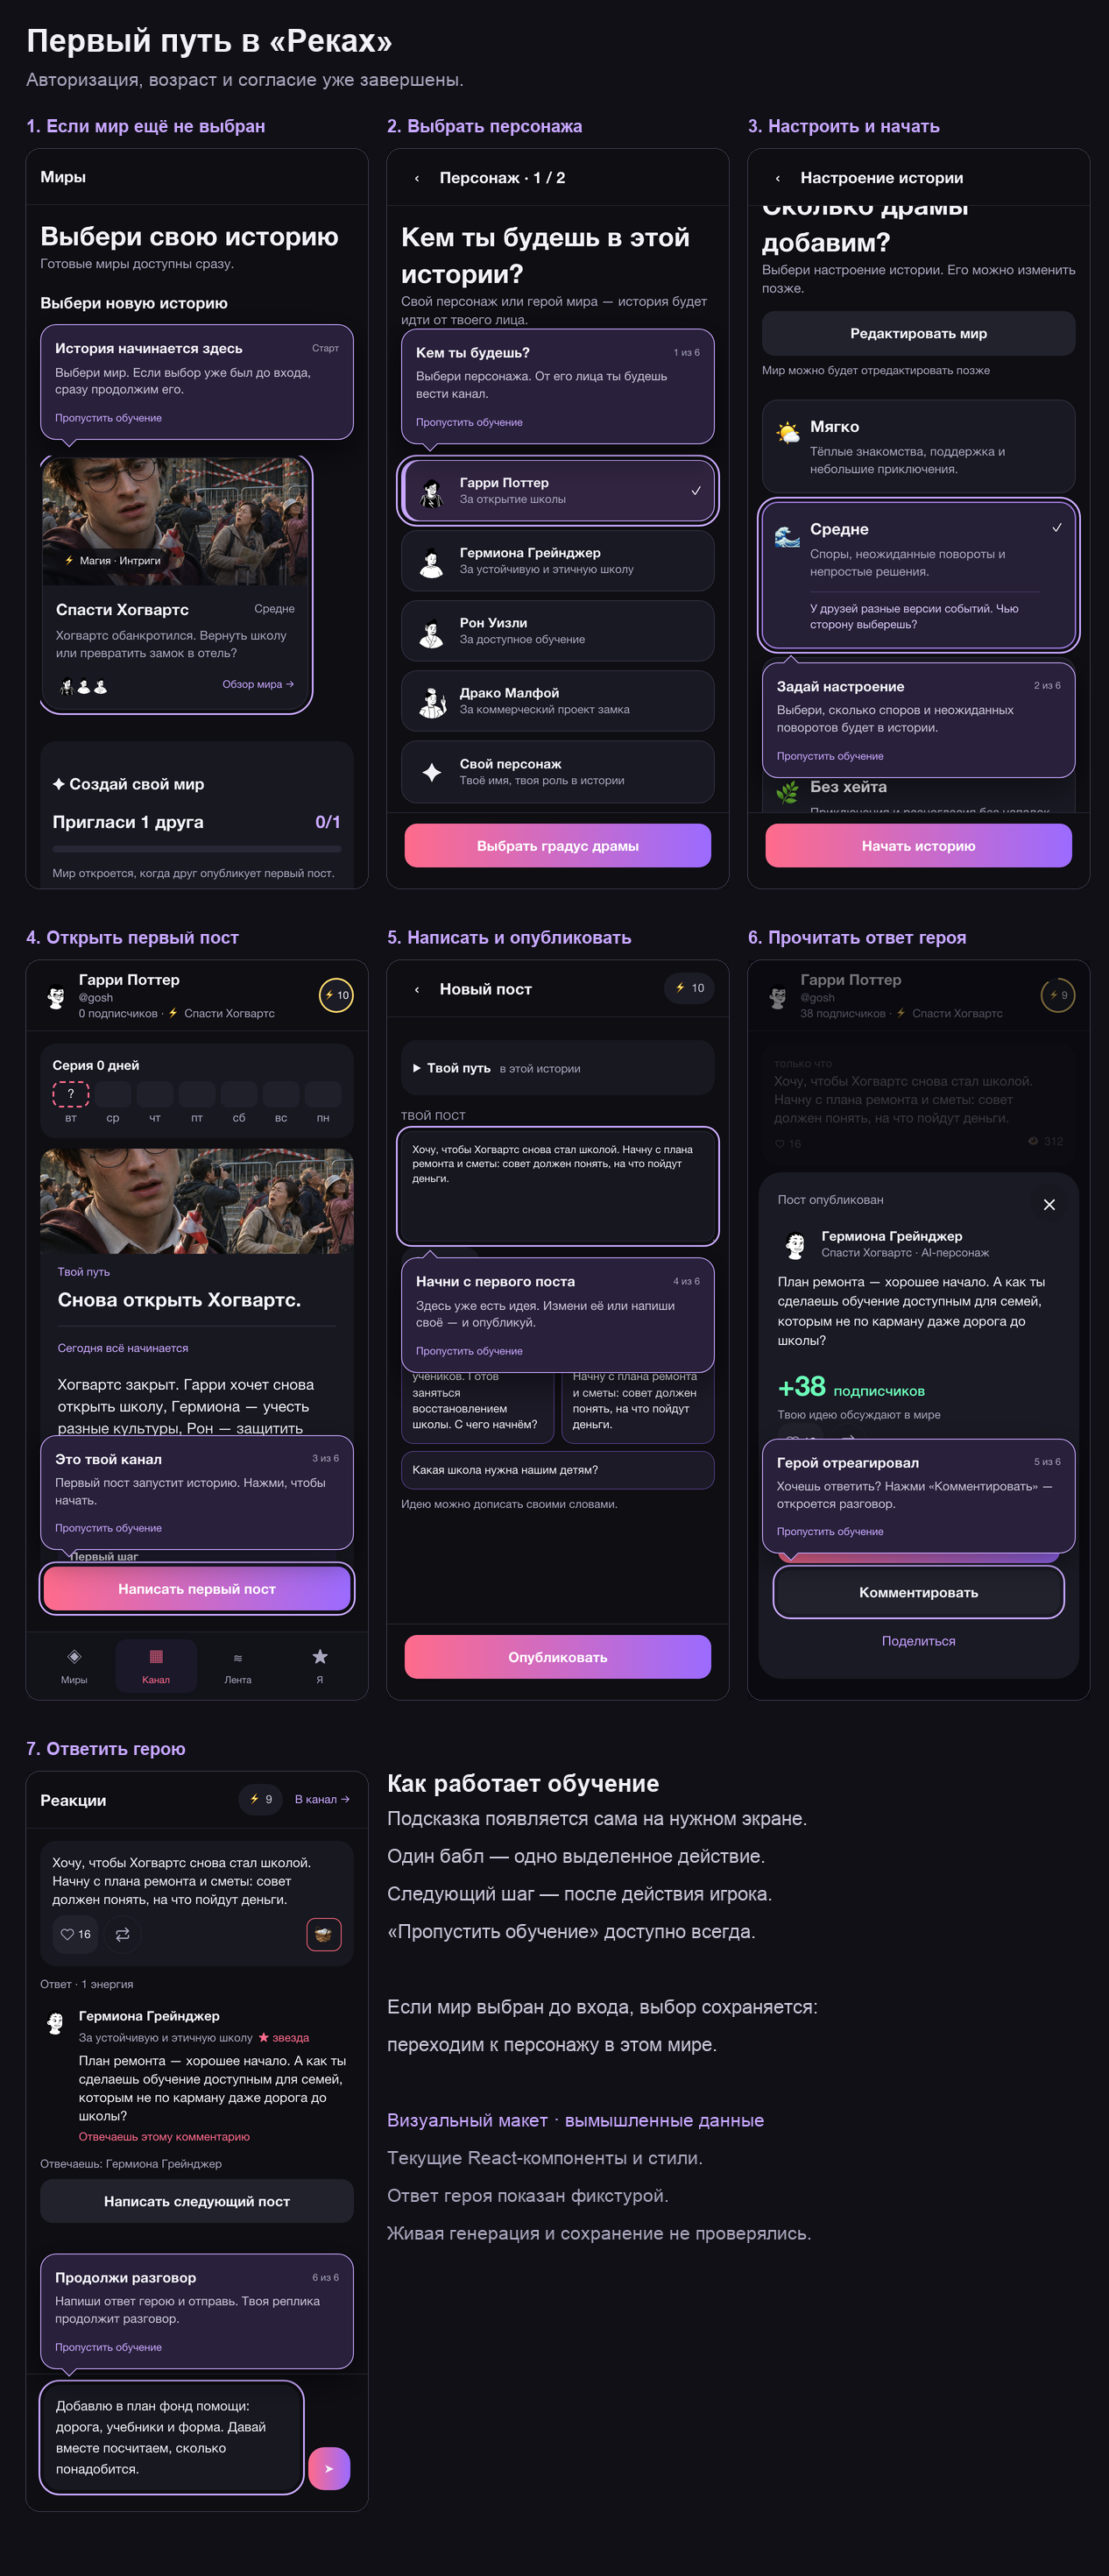 Первый путь в «Реках»
Авторизация, возраст и согласие уже завершены.
1. Если мир ещё не выбран
Миры
Выбери свою историю
Готовые миры доступны сразу.
Выбери новую историю
История начинается здесь
Старт
Выбери мир. Если выбор уже был до входа,
сразу продолжим его.
Пропустить обучение
⚡ Магия · Интриги
Спасти Хогвартс
Средне
Хогвартс обанкротился. Вернуть школу
или превратить замок в отель?
Обзор мира →
✦ Создай свой мир
Пригласи 1 друга
0/1
Мир откроется, когда друг опубликует первый пост.
2. Выбрать персонажа
‹ Персонаж · 1 / 2
Кем ты будешь в этой
истории?
Свой персонаж или герой мира — история будет
идти от твоего лица.
Кем ты будешь?
1 из 6
Выбери персонажа. От его лица ты будешь
вести канал.
Пропустить обучение
Гарри Поттер
За открытие школы
✓
Гермиона Грейнджер
За устойчивую и этичную школу
Рон Уизли
За доступное обучение
Драко Малфой
За коммерческий проект замка
Свой персонаж
Твоё имя, твоя роль в истории
Выбрать градус драмы
3. Настроить и начать
‹ Настроение истории
Сколько драмы
добавим?
Выбери настроение истории. Его можно изменить
позже.
Редактировать мир
Мир можно будет отредактировать позже
Мягко
Тёплые знакомства, поддержка и
небольшие приключения.
Средне
✓
Споры, неожиданные повороты и
непростые решения.
У друзей разные версии событий. Чью
сторону выберешь?
Задай настроение
2 из 6
Выбери, сколько споров и неожиданных
поворотов будет в истории.
Пропустить обучение
Без хейта
Приключения и разногласия без нападок
Начать историю
4. Открыть первый пост
Гарри Поттер
@gosh
0 подписчиков · ⚡ Спасти Хогвартс
⚡ 10
Серия 0 дней
?
вт ср чт пт сб вс пн
Твой путь
Снова открыть Хогвартс.
Сегодня всё начинается
Хогвартс закрыт. Гарри хочет снова
открыть школу, Гермиона — учесть
разные культуры, Рон — защитить
Это твой канал
3 из 6
Первый пост запустит историю. Нажми, чтобы
начать.
Пропустить обучение
Первый шаг
Написать первый пост
Миры
Канал
Лента
Я
5. Написать и опубликовать
‹ Новый пост
⚡ 10
▶ Твой путь в этой истории
ТВОЙ ПОСТ
Хочу, чтобы Хогвартс снова стал школой. Начну с плана
ремонта и сметы: совет должен понять, на что пойдут
деньги.
Начни с первого поста
4 из 6
Здесь уже есть идея. Измени её или напиши
своё — и опубликуй.
Пропустить обучение
учеников. Готов
заняться
восстановлением
школы. С чего начнём?
Начну с плана ремонта
и сметы: совет должен
понять, на что пойдут
деньги.
Какая школа нужна нашим детям?
Идею можно дописать своими словами.
Опубликовать
6. Прочитать ответ героя
Гарри Поттер
@gosh
38 подписчиков · ⚡ Спасти Хогвартс
⚡ 9
только что
Хочу, чтобы Хогвартс снова стал школой.
Начну с плана ремонта и сметы: совет
должен понять, на что пойдут деньги.
♡ 16
312
Пост опубликован
✕
Гермиона Грейнджер
Спасти Хогвартс · AI-персонаж
План ремонта — хорошее начало. А как ты
сделаешь обучение доступным для семей,
которым не по карману даже дорога до
школы?
+38 подписчиков
Твою идею обсуждают в мире
Герой отреагировал
5 из 6
Хочешь ответить? Нажми «Комментировать» —
откроется разговор.
Пропустить обучение
Комментировать
Поделиться
7. Ответить герою
Реакции
⚡ 9
В канал →
Хочу, чтобы Хогвартс снова стал школой.
Начну с плана ремонта и сметы: совет
должен понять, на что пойдут деньги.
♡ 16
Ответ · 1 энергия
Гермиона Грейнджер
За устойчивую и этичную школу ★ звезда
План ремонта — хорошее начало. А как ты
сделаешь обучение доступным для семей,
которым не по карману даже дорога до
школы?
Отвечаешь этому комментарию
Отвечаешь: Гермиона Грейнджер
Написать следующий пост
Продолжи разговор
6 из 6
Напиши ответ герою и отправь. Твоя реплика
продолжит разговор.
Пропустить обучение
Добавлю в план фонд помощи:
дорога, учебники и форма. Давай
вместе посчитаем, сколько
понадобится.
Как работает обучение
Подсказка появляется сама на нужном экране.
Один бабл — одно выделенное действие.
Следующий шаг — после действия игрока.
«Пропустить обучение» доступно всегда.
Если мир выбран до входа, выбор сохраняется:
переходим к персонажу в этом мире.
Визуальный макет · вымышленные данные
Текущие React-компоненты и стили.
Ответ героя показан фикстурой.
Живая генерация и сохранение не проверялись.